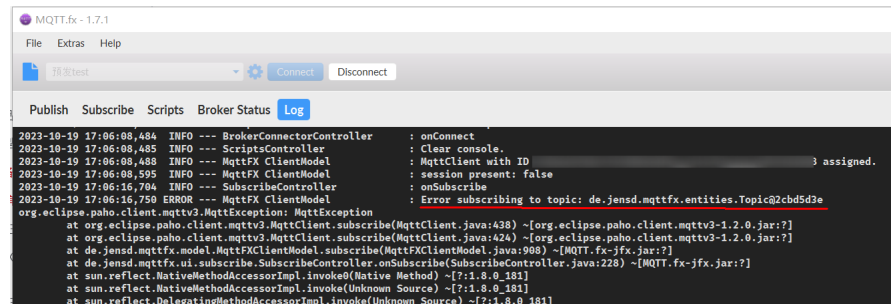 MQTT.fx - 1.7.1
File Extras Help
预发test Connect Disconnect
Publish Subscribe Scripts Broker Status Log
2023-10-19 17:06:08,484 INFO --- BrokerConnectorController : onConnect
2023-10-19 17:06:08,485 INFO --- ScriptsController : Clear console.
2023-10-19 17:06:08,488 INFO --- MqttFX ClientModel : MqttClient with ID 3 assigned.
2023-10-19 17:06:08,595 INFO --- MqttFX ClientModel : session present: false
2023-10-19 17:06:16,704 INFO --- SubscribeController : onSubscribe
2023-10-19 17:06:16,750 ERROR --- MqttFX ClientModel : Error subscribing to topic: de.jensd.mqttfx.entities.Topic@2cbd5d3e
org.eclipse.paho.client.mqttv3.MqttException: MqttException
at org.eclipse.paho.client.mqttv3.MqttClient.subscribe(MqttClient.java:438) ~[org.eclipse.paho.client.mqttv3-1.2.0.jar:?]
at org.eclipse.paho.client.mqttv3.MqttClient.subscribe(MqttClient.java:424) ~[org.eclipse.paho.client.mqttv3-1.2.0.jar:?]
at de.jensd.mqttfx.model.MqttFXClientModel.subscribe(MqttFXClientModel.java:908) ~[MQTT.fx-jfx.jar:?]
at de.jensd.mqttfx.ui.subscribe.SubscribeController.onSubscribe(SubscribeController.java:228) ~[MQTT.fx-jfx.jar:?]
at sun.reflect.NativeMethodAccessorImpl.invoke0(Native Method) ~[?:1.8.0_181]
at sun.reflect.NativeMethodAccessorImpl.invoke(Unknown Source) ~[?:1.8.0_181]
at sun.reflect.DelegatingMethodAccessorImpl.invoke(Unknown Source) ~[?:1.8.0_181]